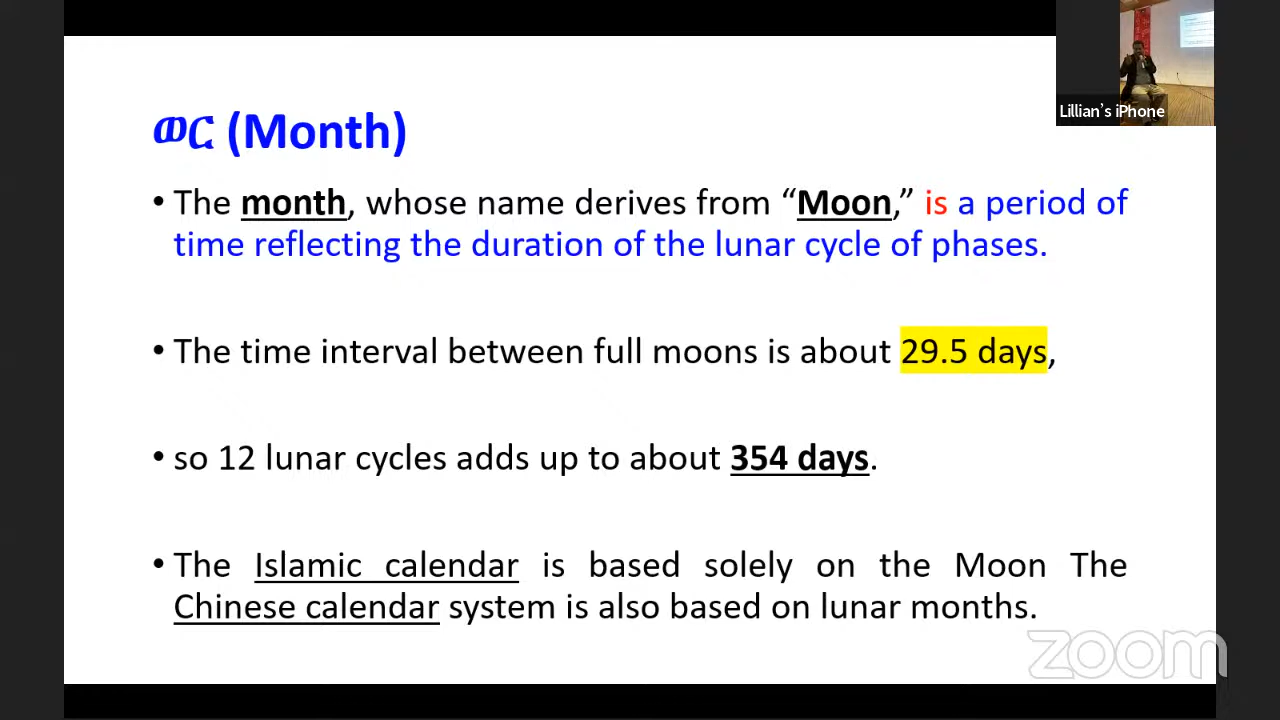 ወር (Month)
• The month, whose name derives from “Moon,” is a period of
time reflecting the duration of the lunar cycle of phases.
• The time interval between full moons is about 29.5 days,
• so 12 lunar cycles adds up to about 354 days.
• The Islamic calendar is based solely on the Moon The
Chinese calendar system is also based on lunar months.
Lillian’s iPhone
zoom